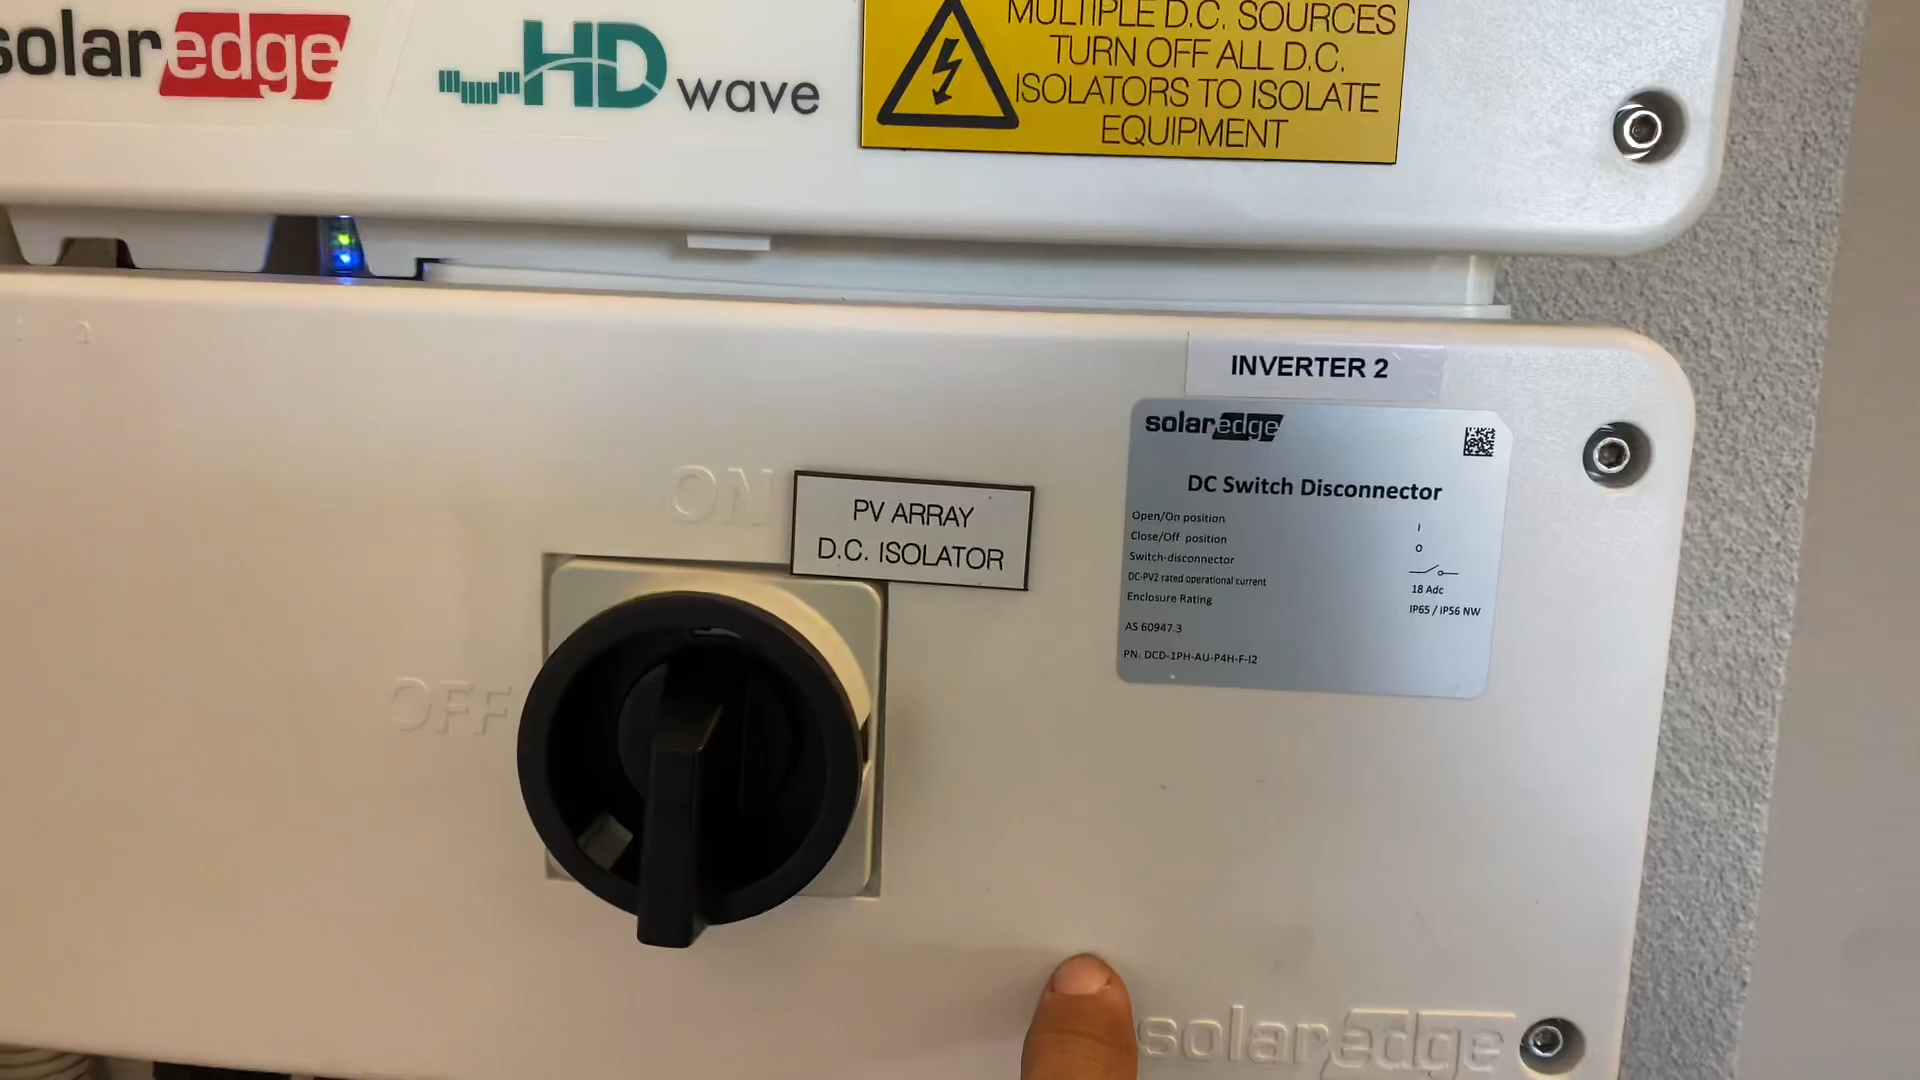 solaredge
HD wave
MULTIPLE D.C. SOURCES
TURN OFF ALL D.C.
ISOLATORS TO ISOLATE
EQUIPMENT
INVERTER 2
solaredge
DC Switch Disconnector
Open/On position I
Close/Off position O
Switch-disconnector
DC-PV2 rated operational current 18 Adc
Enclosure Rating IP65 / IP56 NW
AS 60947.3
PN: DCD-1PH-AU-P4H-F-I2
ON
PV ARRAY
D.C. ISOLATOR
OFF
solaredge